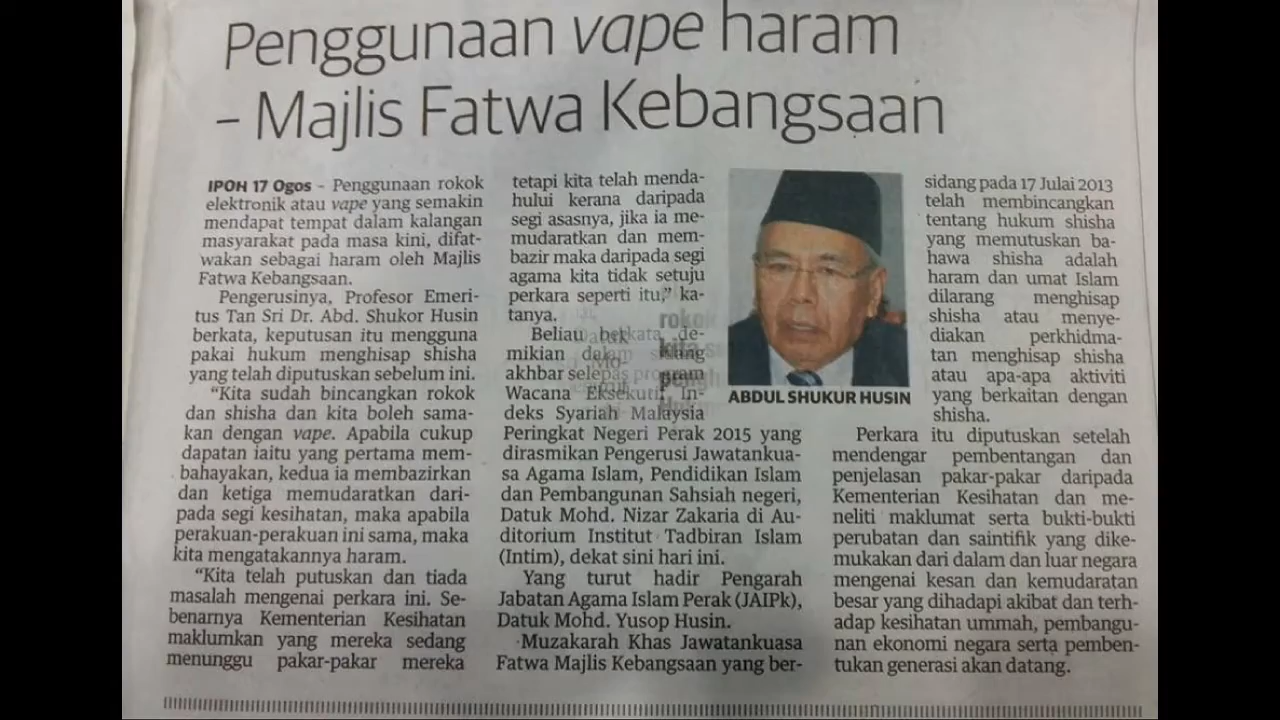 Penggunaan vape haram
– Majlis Fatwa Kebangsaan
IPOH 17 Ogos - Penggunaan rokok
elektronik atau vape yang semakin
mendapat tempat dalam kalangan
masyarakat pada masa kini, difat-
wakan sebagai haram oleh Majlis
Fatwa Kebangsaan.
Pengerusinya, Profesor Emeri-
tus Tan Sri Dr. Abd. Shukor Husin
berkata, keputusan itu mengguna
pakai hukum menghisap shisha
yang telah diputuskan sebelum ini.
“Kita sudah bincangkan rokok
dan shisha dan kita boleh sama-
kan dengan vape. Apabila cukup
dapatan iaitu yang pertama mem-
bahayakan, kedua ia membazirkan
dan ketiga memudaratkan dari-
pada segi kesihatan, maka apabila
perakuan-perakuan ini sama, maka
kita mengatakannya haram.
“Kita telah putuskan dan tiada
masalah mengenai perkara ini. Se-
benarnya Kementerian Kesihatan
maklumkan yang mereka sedang
menunggu pakar-pakar mereka
tetapi kita telah menda-
hului kerana daripada
segi asasnya, jika ia me-
mudaratkan dan mem-
bazir maka daripada segi
agama kita tidak setuju
perkara seperti itu,” ka-
tanya.
Beliau berkata de-
mikian dalam sidang
akhbar selepas program
Wacana Eksekutif In-
deks Syariah Malaysia
Peringkat Negeri Perak 2015 yang
dirasmikan Pengerusi Jawatankua-
sa Agama Islam, Pendidikan Islam
dan Pembangunan Sahsiah negeri,
Datuk Mohd. Nizar Zakaria di Au-
ditorium Institut Tadbiran Islam
(Intim), dekat sini hari ini.
Yang turut hadir Pengarah
Jabatan Agama Islam Perak (JAIPk),
Datuk Mohd. Yusop Husin.
Muzakarah Khas Jawatankuasa
Fatwa Majlis Kebangsaan yang ber-
ABDUL SHUKUR HUSIN
sidang pada 17 Julai 2013
telah membincangkan
tentang hukum shisha
yang memutuskan ba-
hawa shisha adalah
haram dan umat Islam
dilarang menghisap
shisha atau menye-
diakan perkhidma-
tan menghisap shisha
atau apa-apa aktiviti
yang berkaitan dengan
shisha.
Perkara itu diputuskan setelah
mendengar pembentangan dan
penjelasan pakar-pakar daripada
Kementerian Kesihatan dan me-
neliti maklumat serta bukti-bukti
perubatan dan saintifik yang dike-
mukakan dari dalam dan luar negara
mengenai kesan dan kemudaratan
besar yang dihadapi akibat dan terh-
adap kesihatan ummah, pembangu-
nan ekonomi negara serta pemben-
tukan generasi akan datang.